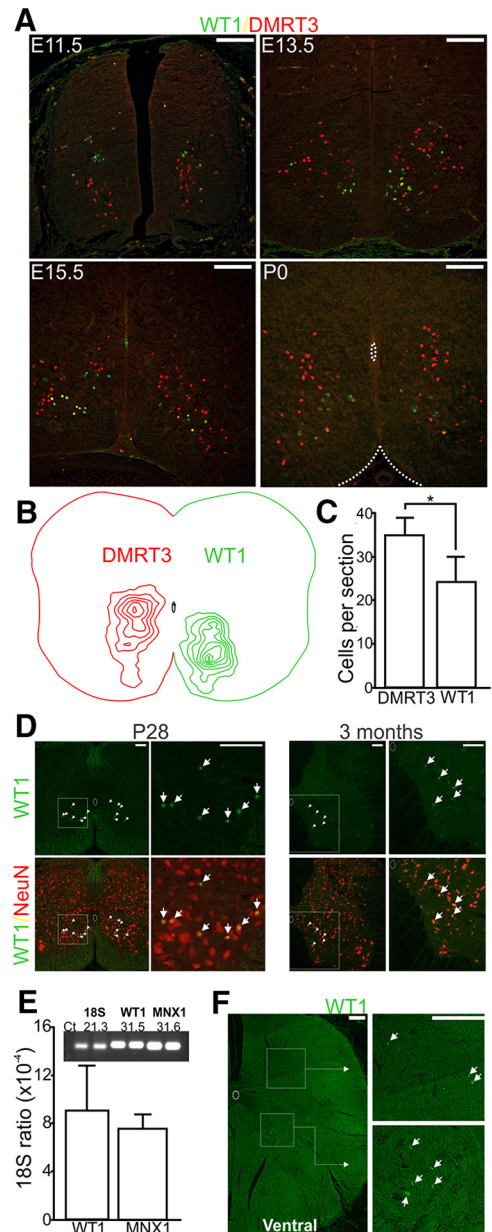 A
WT1/DMRT3
E11.5
E13.5
E15.5
P0
B
DMRT3
WT1
C
Cells per section
40
30
20
10
0
*
DMRT3 WT1
D
P28
3 months
WT1
WT1/NeuN
E
18S WT1 MNX1
Ct 21.3 31.5 31.6
18S ratio (x10-4)
16
12
8
4
0
WT1 MNX1
F
WT1
Ventral